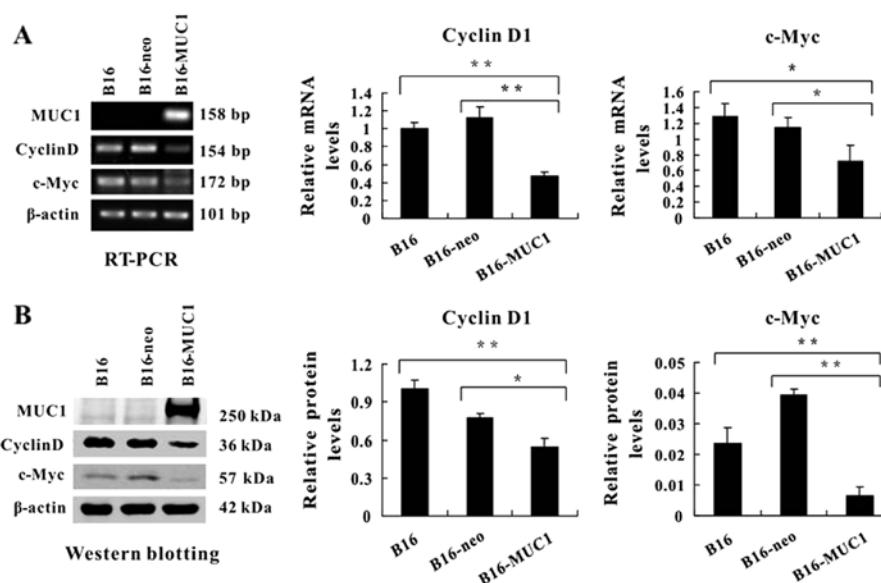 A
B16
B16-neo
B16-MUC1
MUC1
158 bp
CyclinD
154 bp
c-Myc
172 bp
β-actin
101 bp
RT-PCR
Cyclin D1
Relative mRNA
levels
1.4
1.2
1
0.8
0.6
0.4
0.2
0
**
**
B16
B16-neo
B16-MUC1
c-Myc
Relative mRNA
levels
1.6
1.4
1.2
1
0.8
0.6
0.4
0.2
0
*
*
B16
B16-neo
B16-MUC1
B
B16
B16-neo
B16-MUC1
MUC1
250 kDa
CyclinD
36 kDa
c-Myc
57 kDa
β-actin
42 kDa
Western blotting
Cyclin D1
Relative protein
levels
1.2
0.9
0.6
0.3
0
**
*
B16
B16-neo
B16-MUC1
c-Myc
Relative protein
levels
0.05
0.04
0.03
0.02
0.01
0
**
**
B16
B16-neo
B16-MUC1